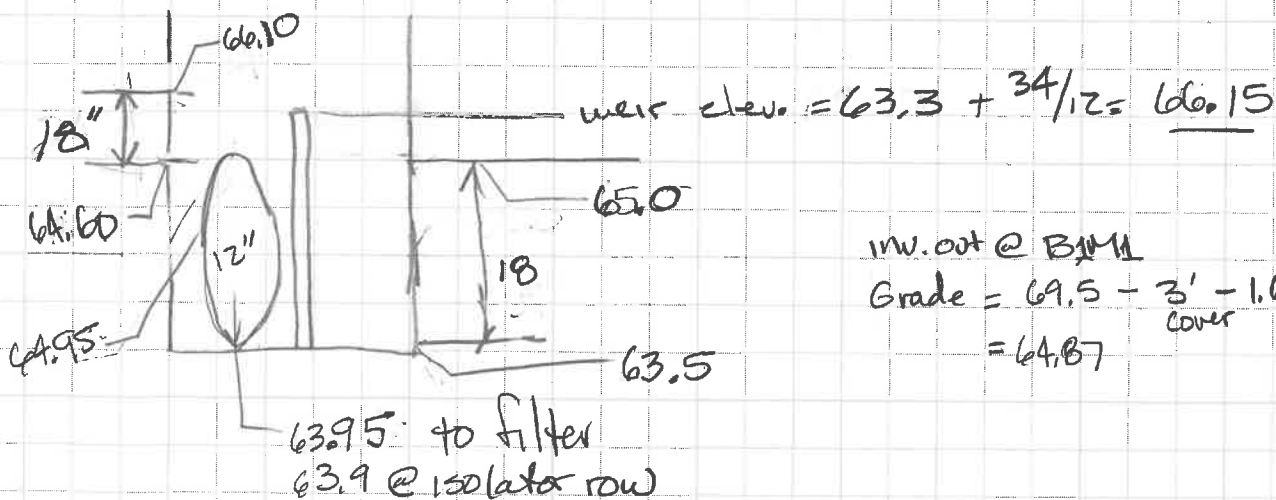 66.10
weir elev. = 63.3 + 34/12 = 66.15
18"
64.60
65.0
12"
18
inv. out @ B1M1
Grade = 69.5 - 3' - 1.6
cover
= 64.87
64.95
63.5
63.95 to filter
63.9 @ isolator row